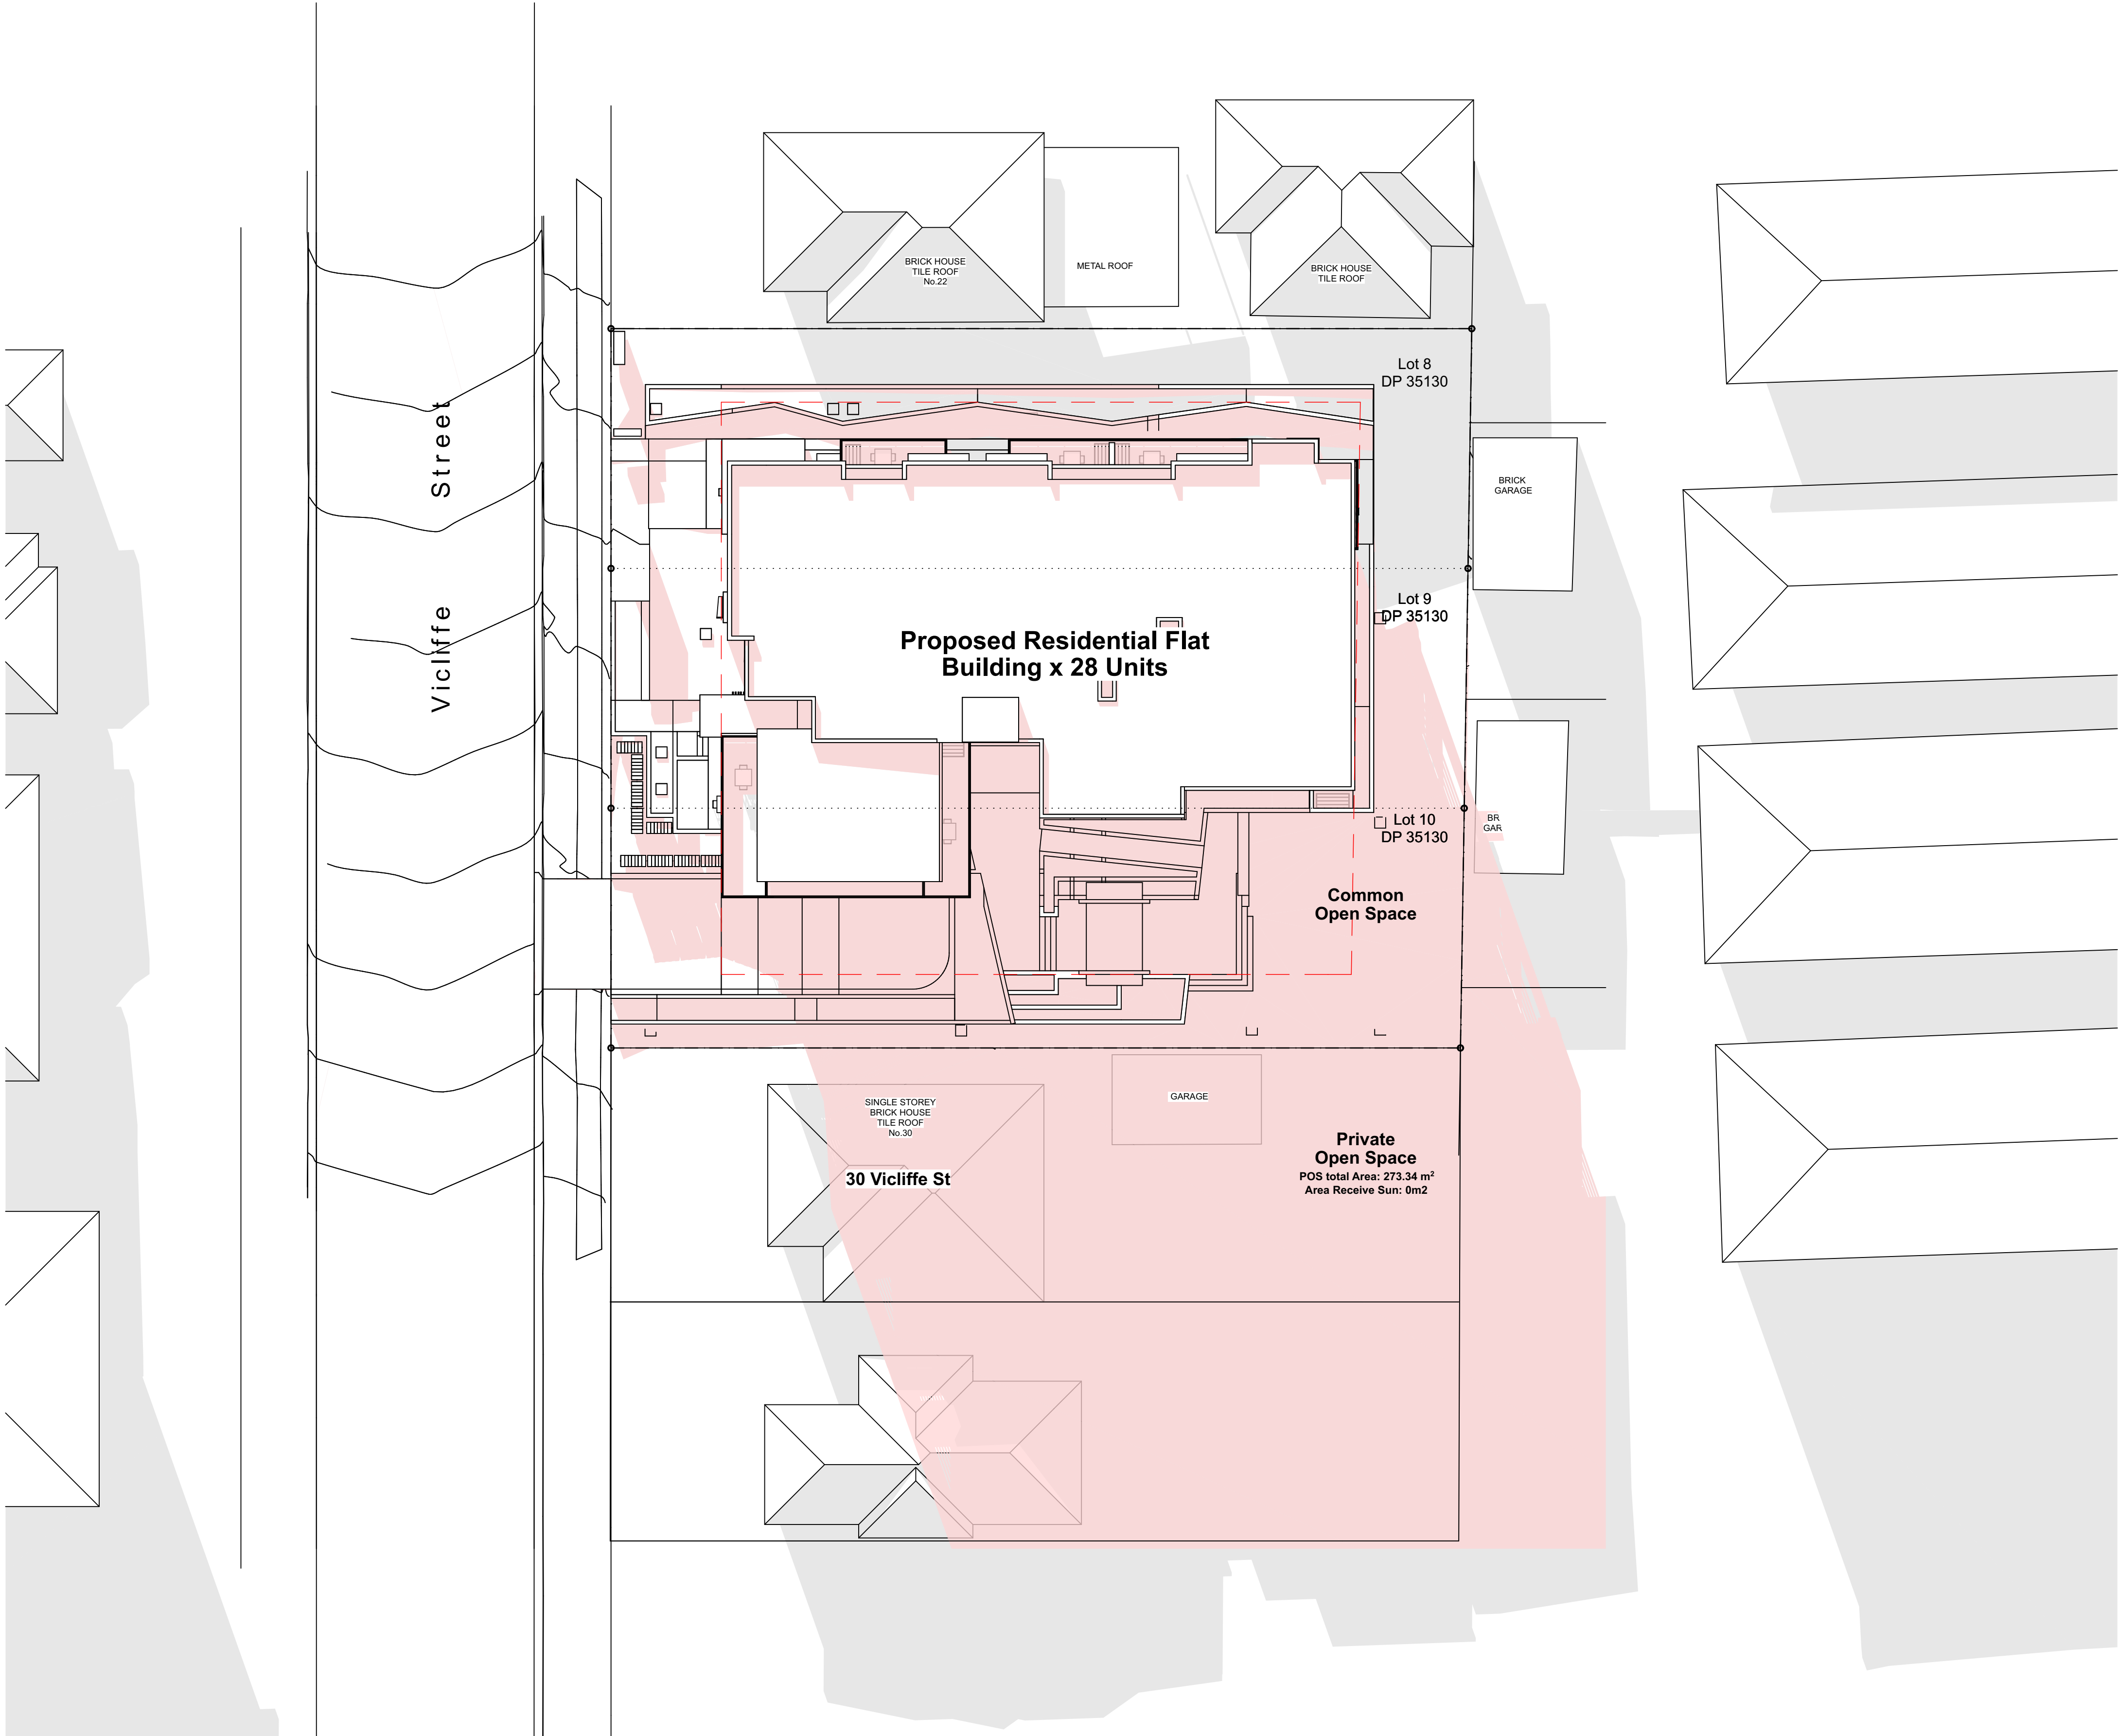 BRICK HOUSE
TILE ROOF
No.22
METAL ROOF
BRICK HOUSE
TILE ROOF
Lot 8
DP 35130
Vicliffe Street
BRICK
GARAGE
Lot 9
DP 35130
Proposed Residential Flat
Building x 28 Units
Lot 10
DP 35130
BR
GAR
Common
Open Space
SINGLE STOREY
BRICK HOUSE
TILE ROOF
No.30
GARAGE
30 Vicliffe St
Private
Open Space
POS total Area: 273.34 m²
Area Receive Sun: 0m2